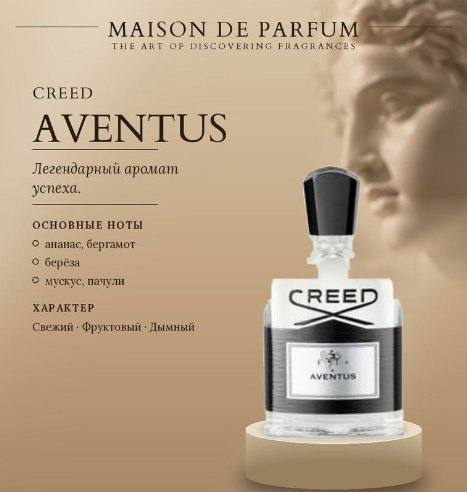 MAISON DE PARFUM
THE ART OF DISCOVERING FRAGRANCES
CREED
AVENTUS
Легендарный аромат
успеха.
ОСНОВНЫЕ НОТЫ
ананас, бергамот
берёза
мускус, пачули
ХАРАКТЕР
Свежий · Фруктовый · Дымный
CREED
AVENTUS